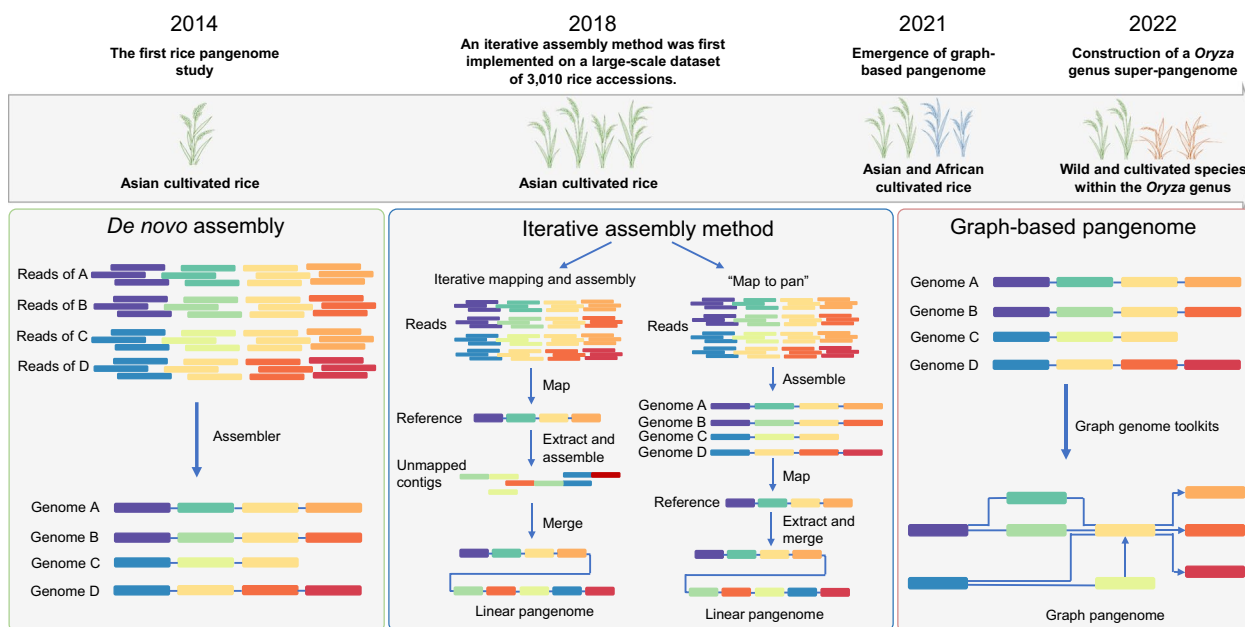 2014
The first rice pangenome
study
2018
An iterative assembly method was first
implemented on a large-scale dataset
of 3,010 rice accessions.
2021
Emergence of graph-
based pangenome
2022
Construction of a Oryza
genus super-pangenome
Asian cultivated rice
Asian cultivated rice
Asian and African
cultivated rice
Wild and cultivated species
within the Oryza genus
De novo assembly
Reads of A
Reads of B
Reads of C
Reads of D
Assembler
Genome A
Genome B
Genome C
Genome D
Iterative assembly method
Iterative mapping and assembly
Reads
Map
Reference
Extract and
assemble
Unmapped
contigs
Merge
Linear pangenome
“Map to pan”
Reads
Assemble
Genome A
Genome B
Genome C
Genome D
Map
Reference
Extract and
merge
Linear pangenome
Graph-based pangenome
Genome A
Genome B
Genome C
Genome D
Graph genome toolkits
Graph pangenome